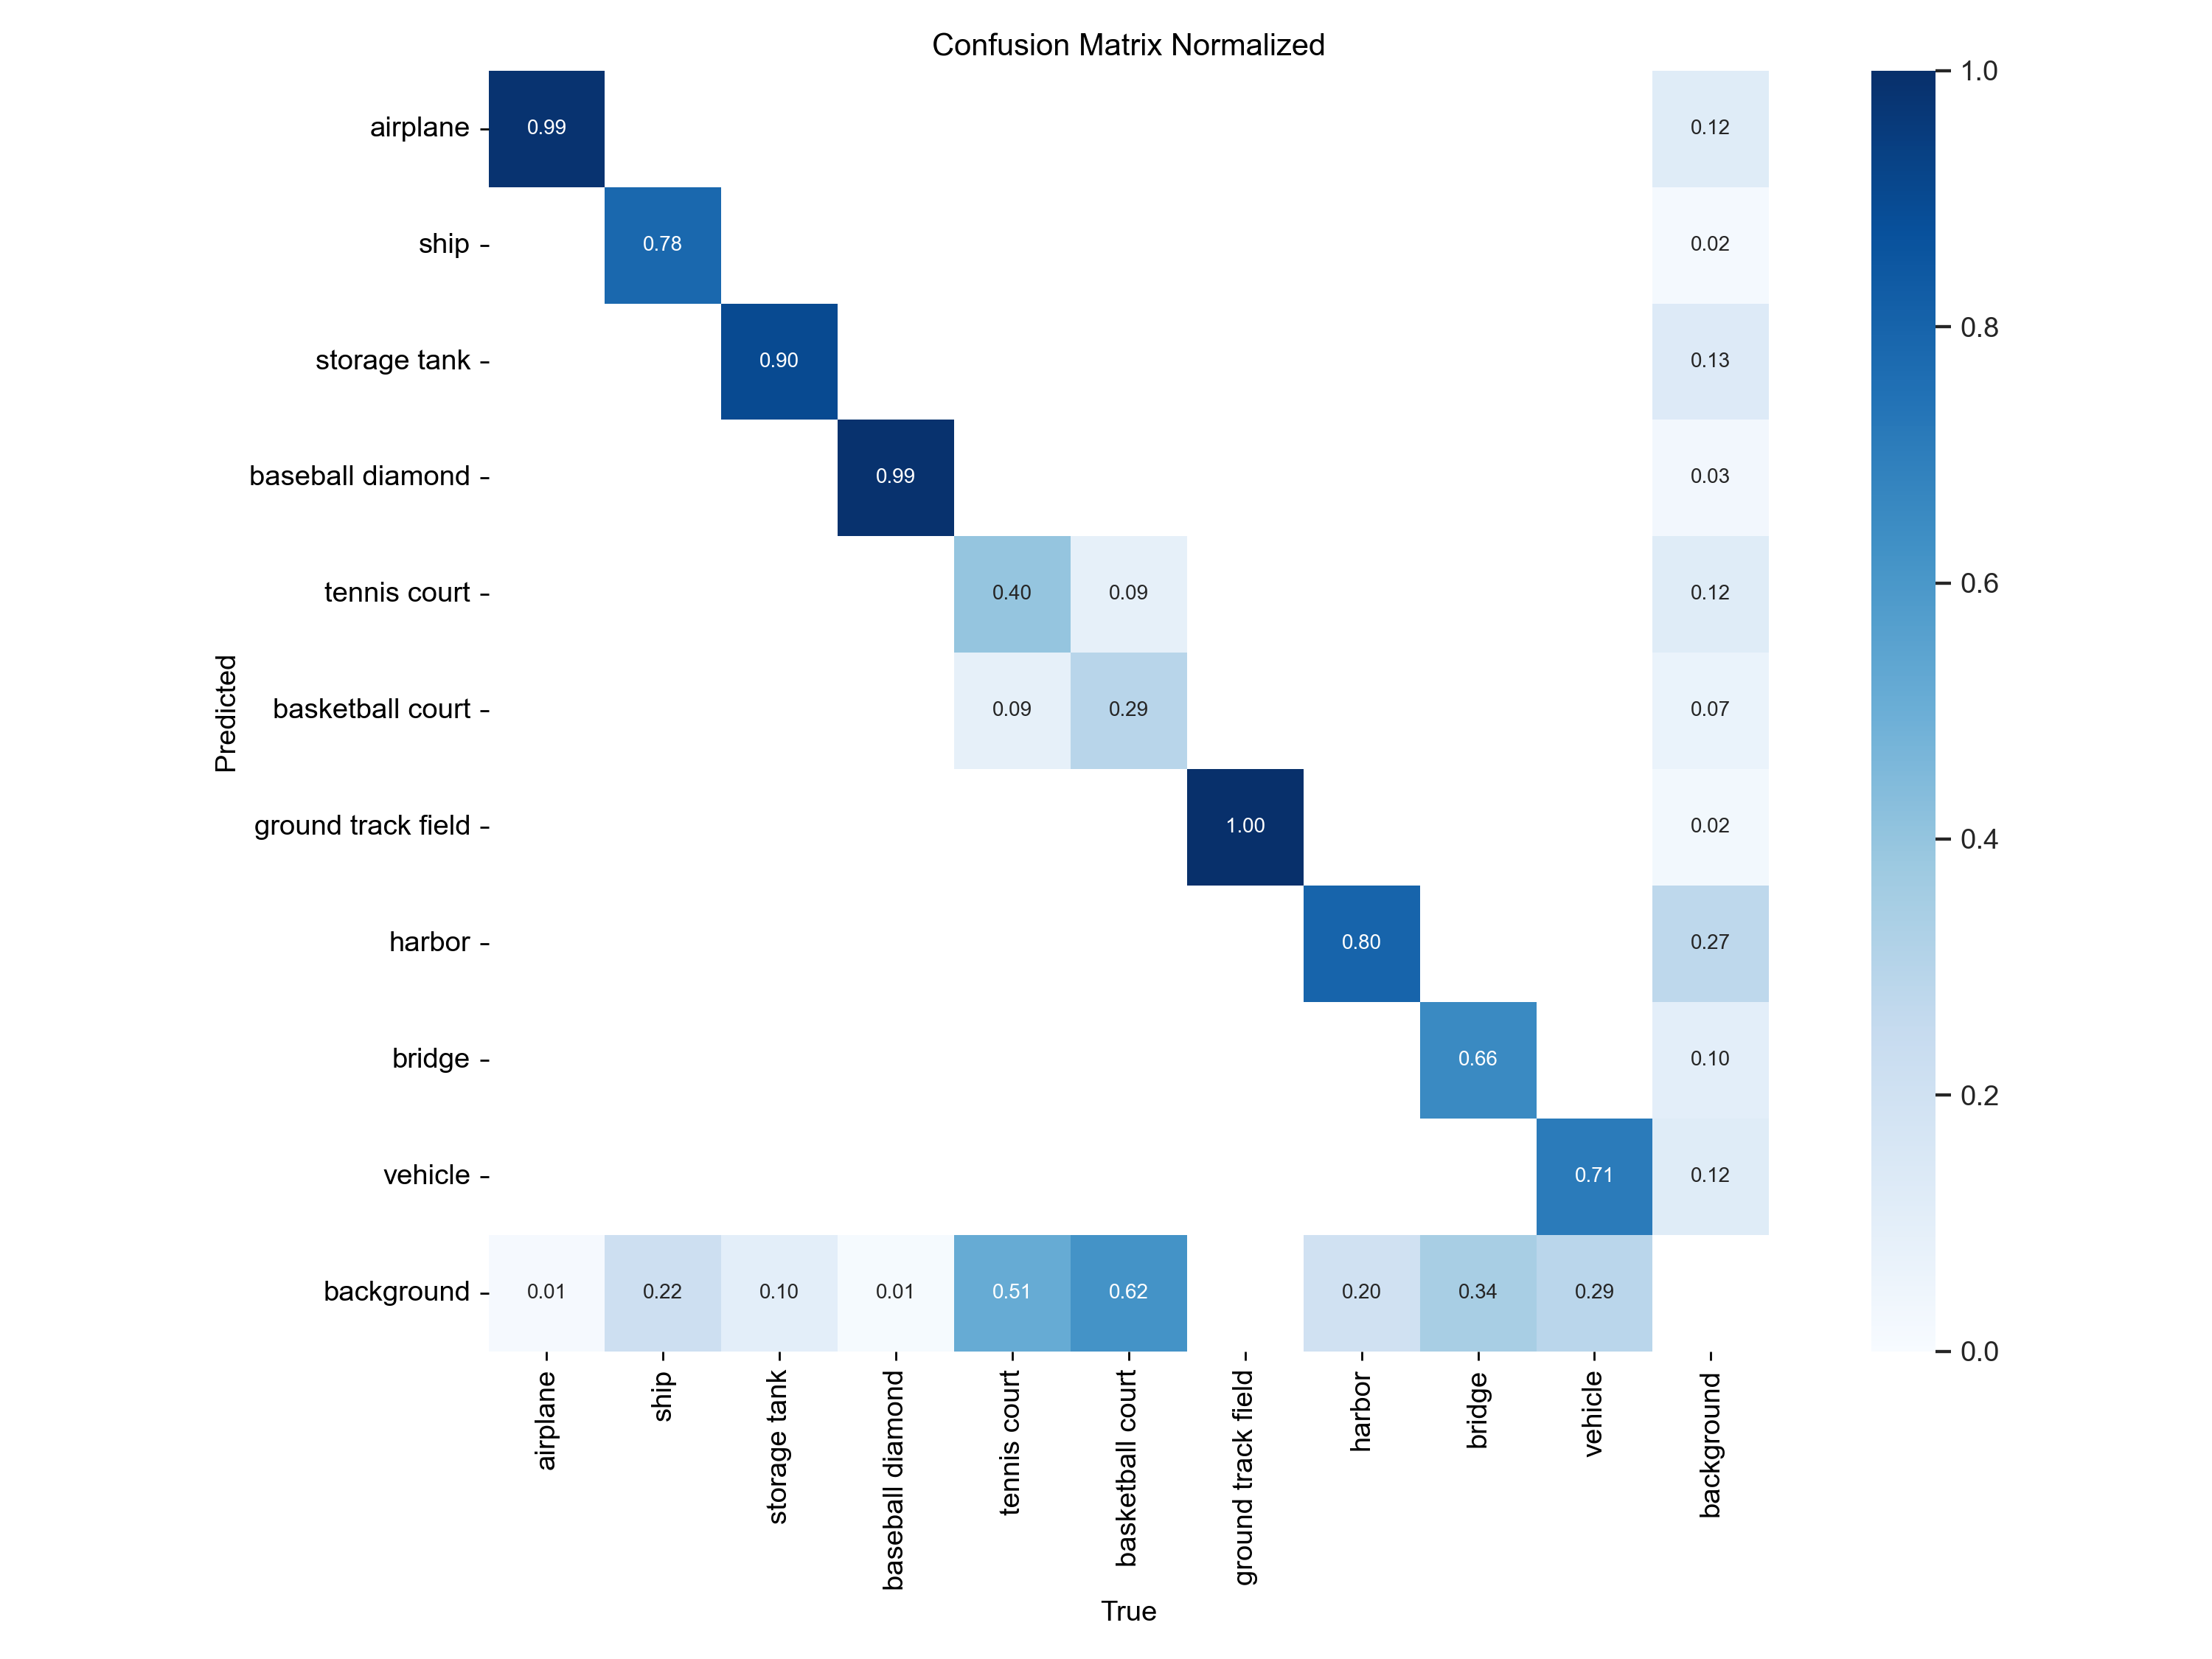 Confusion Matrix Normalized
airplane
0.99
0.12
1.0
ship
0.78
0.02
storage tank
0.90
0.13
0.8
baseball diamond
0.99
0.03
tennis court
0.40
0.09
0.12
0.6
basketball court
0.09
0.29
0.07
Predicted
ground track field
1.00
0.02
0.4
harbor
0.80
0.27
bridge
0.66
0.10
0.2
vehicle
0.71
0.12
background
0.01
0.22
0.10
0.01
0.51
0.62
0.20
0.34
0.29
0.0
airplane
ship
storage tank
baseball diamond
tennis court
basketball court
ground track field
harbor
bridge
vehicle
background
True